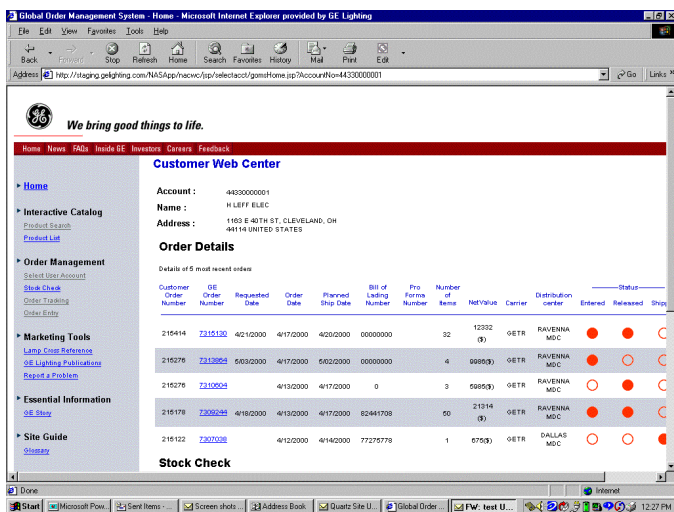 Global Order Management System - Home - Microsoft Internet Explorer provided by GE Lighting
File Edit View Favorites Tools Help
Back Forward Stop Refresh Home Search Favorites History Mail Print Edit
Address http://staging.gelighting.com/NASApp/nacwc/jsp/selectacct/gomsHome.jsp?AccountNo=44330000001 Go Links »
We bring good things to life.
Home News FAQs Inside GE Investors Careers Feedback
Home
Interactive Catalog
Product Search
Product List
Order Management
Select User Account
Stock Check
Order Tracking
Order Entry
Marketing Tools
Lamp Cross Reference
GE Lighting Publications
Report a Problem
Essential Information
GE Story
Site Guide
Glossary
Customer Web Center
Account : 44330000001
Name : H LEFF ELEC
Address : 1163 E 40TH ST, CLEVELAND, OH
44114 UNITED STATES
Order Details
Details of 5 most recent orders
Customer Order Number GE Order Number Requested Date Order Date Planned Ship Date Bill of Lading Number Pro Forma Number Number of Items NetValue Carrier Distribution center Status Entered Released Shipp
215414 7315130 4/21/2000 4/17/2000 4/20/2000 00000000 32 12332 ($) GETR RAVENNA MDC
215276 7313864 5/03/2000 4/17/2000 5/02/2000 00000000 4 9986($) GETR RAVENNA MDC
215276 7310604 4/13/2000 4/17/2000 0 3 5985($) GETR RAVENNA MDC
215178 7309244 4/18/2000 4/13/2000 4/17/2000 82441708 50 21314 ($) GETR RAVENNA MDC
215122 7307038 4/12/2000 4/14/2000 77275778 1 675($) GETR DALLAS MDC
Stock Check
Done Internet
Start Microsoft Pow... Sent Items - ... Screen shots ... Address Book Quartz Site U... Global Order ... FW: test U... 12:27 PM